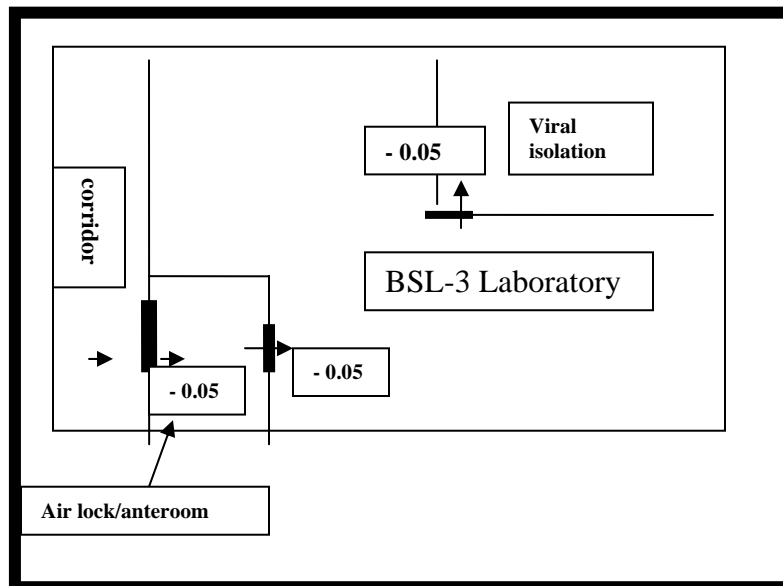 Viral
isolation
- 0.05
corridor
BSL-3 Laboratory
- 0.05
- 0.05
Air lock/anteroom